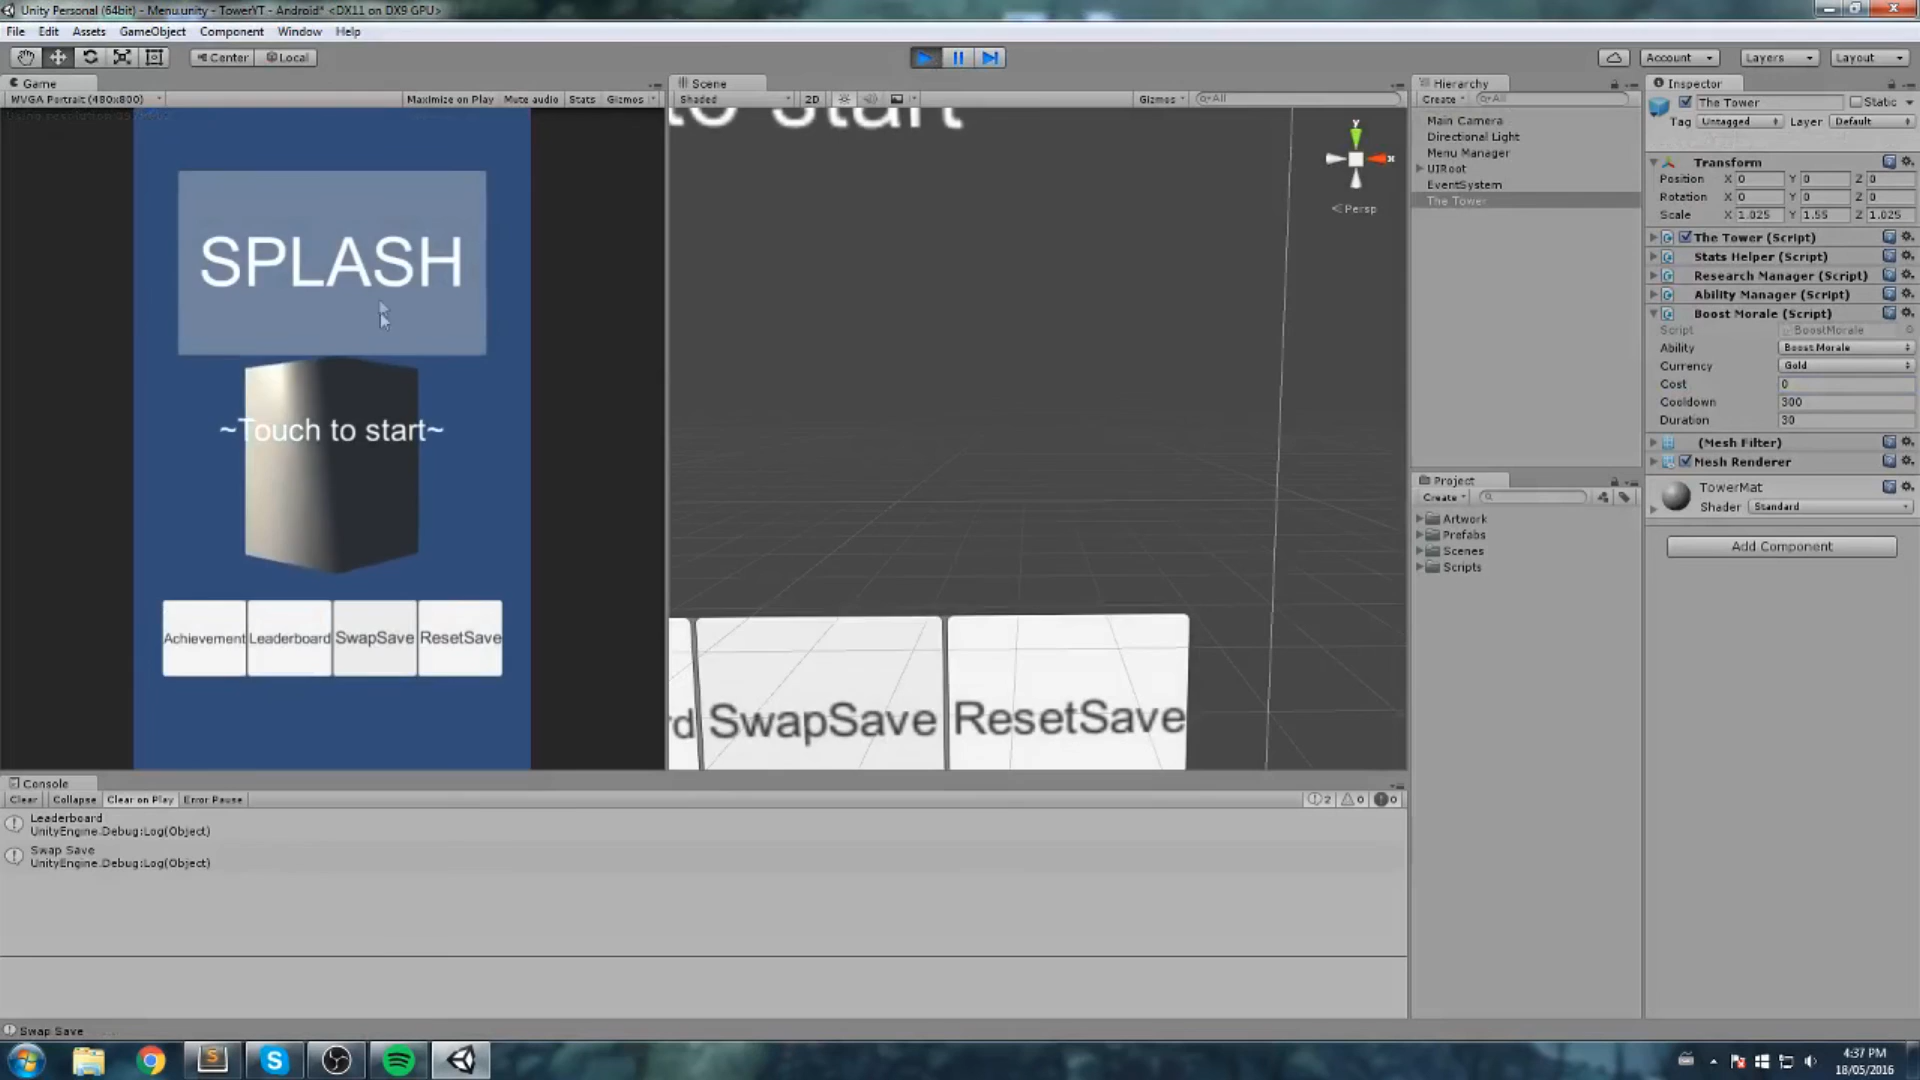 Unity Personal (64bit) - Menu.unity - TowerYT - Android* <DX11 on DX9 GPU>
File Edit Assets GameObject Component Window Help
Center Local
Account Layers Layout
Game
WVGA Portrait (480x800) Maximize on Play Mute audio Stats Gizmos
SPLASH
~Touch to start~
Achievement Leaderboard SwapSave ResetSave
Scene
Shaded 2D Gizmos All
to start
y
x
Persp
rd SwapSave ResetSave
Hierarchy
Create All
Main Camera
Directional Light
Menu Manager
UIRoot
EventSystem
The Tower
Project
Create
Artwork
Prefabs
Scenes
Scripts
Inspector
The Tower Static
Tag Untagged Layer Default
Transform
Position X 0 Y 0 Z 0
Rotation X 0 Y 0 Z 0
Scale X 1.025 Y 1.55 Z 1.025
The Tower (Script)
Stats Helper (Script)
Research Manager (Script)
Ability Manager (Script)
Boost Morale (Script)
Script BoostMorale
Ability Boost Morale
Currency Gold
Cost 0
Cooldown 300
Duration 30
(Mesh Filter)
Mesh Renderer
TowerMat
Shader Standard
Add Component
Console
Clear Collapse Clear on Play Error Pause 2 0 0
Leaderboard
UnityEngine.Debug:Log(Object)
Swap Save
UnityEngine.Debug:Log(Object)
Swap Save
4:37 PM
18/05/2016